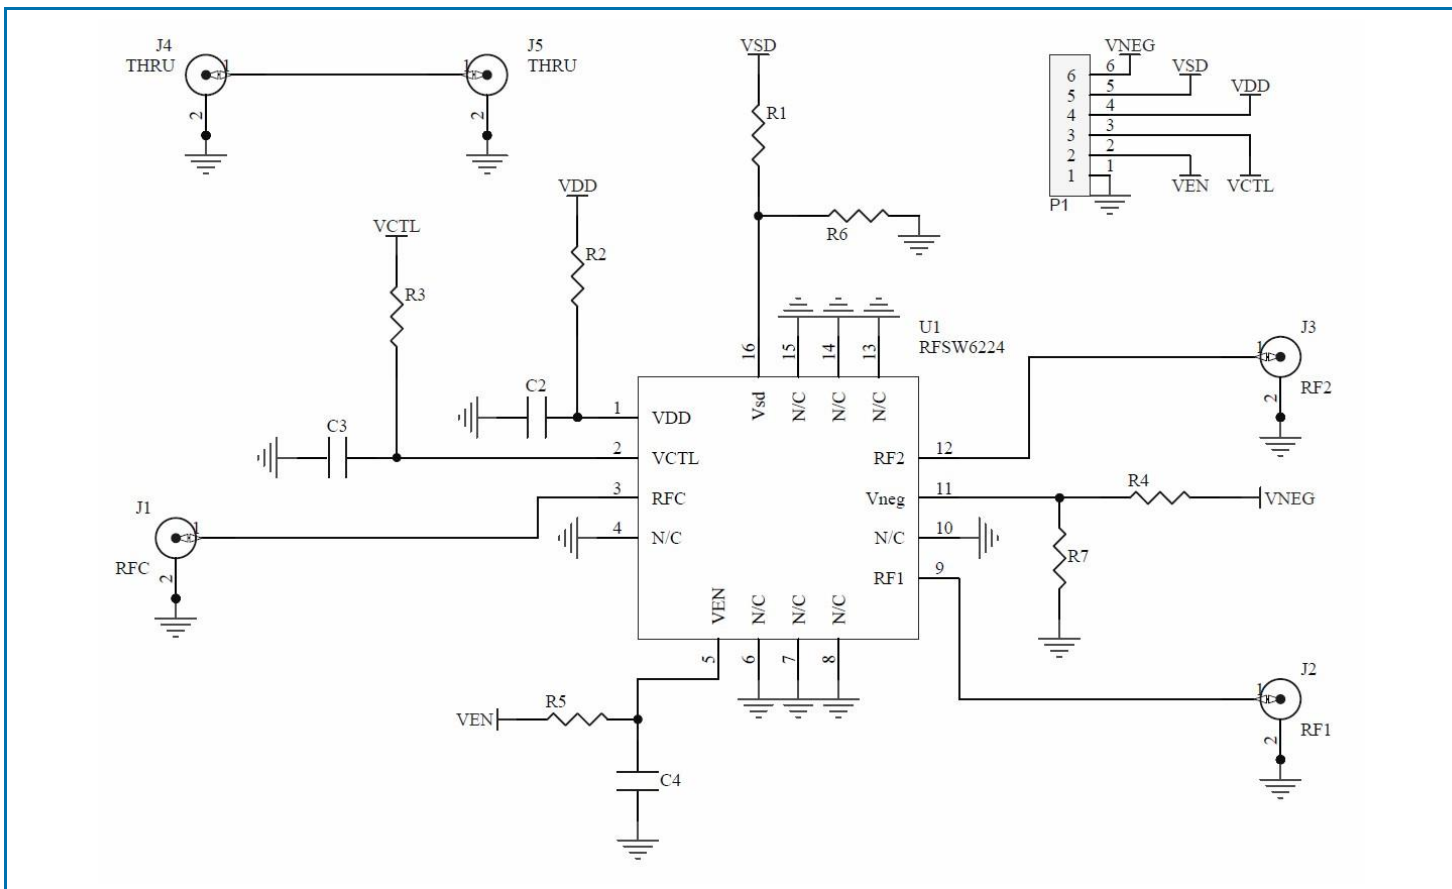 J4
THRU
1
2
J5
THRU
1
2
VSD
R1
R6
VNEG
VSD
VDD
6 6
5 5
4 4
3 3
2 2
1 1
VEN
VCTL
P1
VDD
R2
VCTL
R3
C2
C3
U1
RFSW6224
16
15
14
13
Vsd
N/C
N/C
N/C
1 VDD
2 VCTL
3 RFC
4 N/C
RF2 12
Vneg 11
N/C 10
RF1 9
VEN
N/C
N/C
N/C
5
6
7
8
J1
RFC
1
2
J3
RF2
1
2
R4
VNEG
R7
J2
RF1
1
2
VEN
R5
C4